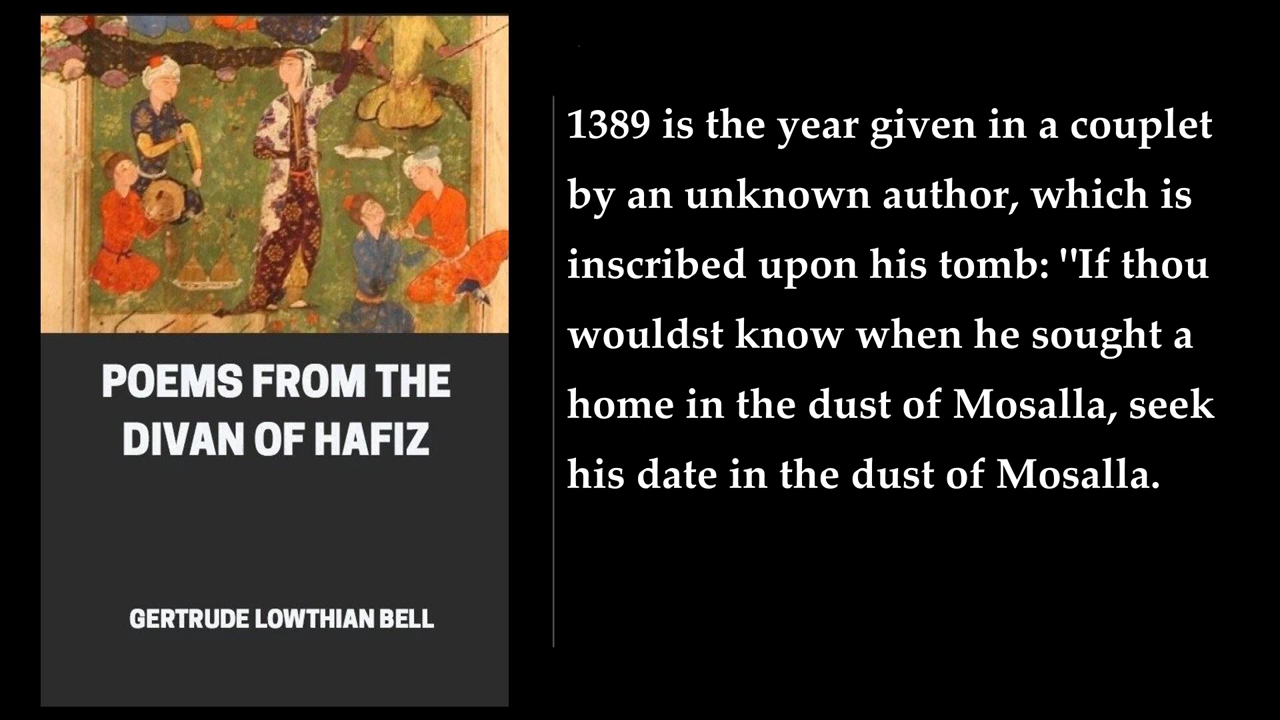 POEMS FROM THE
DIVAN OF HAFIZ
GERTRUDE LOWTHIAN BELL
1389 is the year given in a couplet
by an unknown author, which is
inscribed upon his tomb: "If thou
wouldst know when he sought a
home in the dust of Mosalla, seek
his date in the dust of Mosalla.